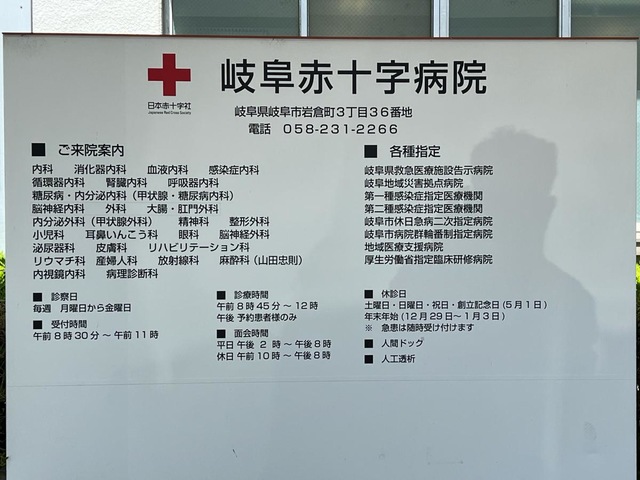 岐阜赤十字病院
日本赤十字社
Japanese Red Cross Society
岐阜県岐阜市岩倉町3丁目36番地
電話 058-231-2266
■ ご来院案内
内科 消化器内科 血液内科 感染症内科
循環器内科 腎臓内科 呼吸器内科
糖尿病・内分泌内科(甲状腺・糖尿病内科)
脳神経内科 外科 大腸・肛門外科
内分泌外科(甲状腺外科) 精神科 整形外科
小児科 耳鼻いんこう科 眼科 脳神経外科
泌尿器科 皮膚科 リハビリテーション科
リウマチ科 産婦人科 放射線科 麻酔科(山田忠則)
内視鏡内科 病理診断科
■ 各種指定
岐阜県救急医療施設告示病院
岐阜地域災害拠点病院
第一種感染症指定医療機関
第二種感染症指定医療機関
岐阜市休日急病二次指定病院
岐阜市病院群輪番制指定病院
地域医療支援病院
厚生労働省指定臨床研修病院
■ 診察日
毎週 月曜日から金曜日
■ 受付時間
午前8時30分～午前11時
■ 診療時間
午前8時45分～12時
午後 予約患者様のみ
■ 面会時間
平日 午後 2 時～午後8時
休日 午前10時～午後8時
■ 休診日
土曜日・日曜日・祝日・創立記念日(5月1日)
年末年始(12月29日～1月3日)
※ 急患は随時受け付けます
■ 人間ドック
■ 人工透析